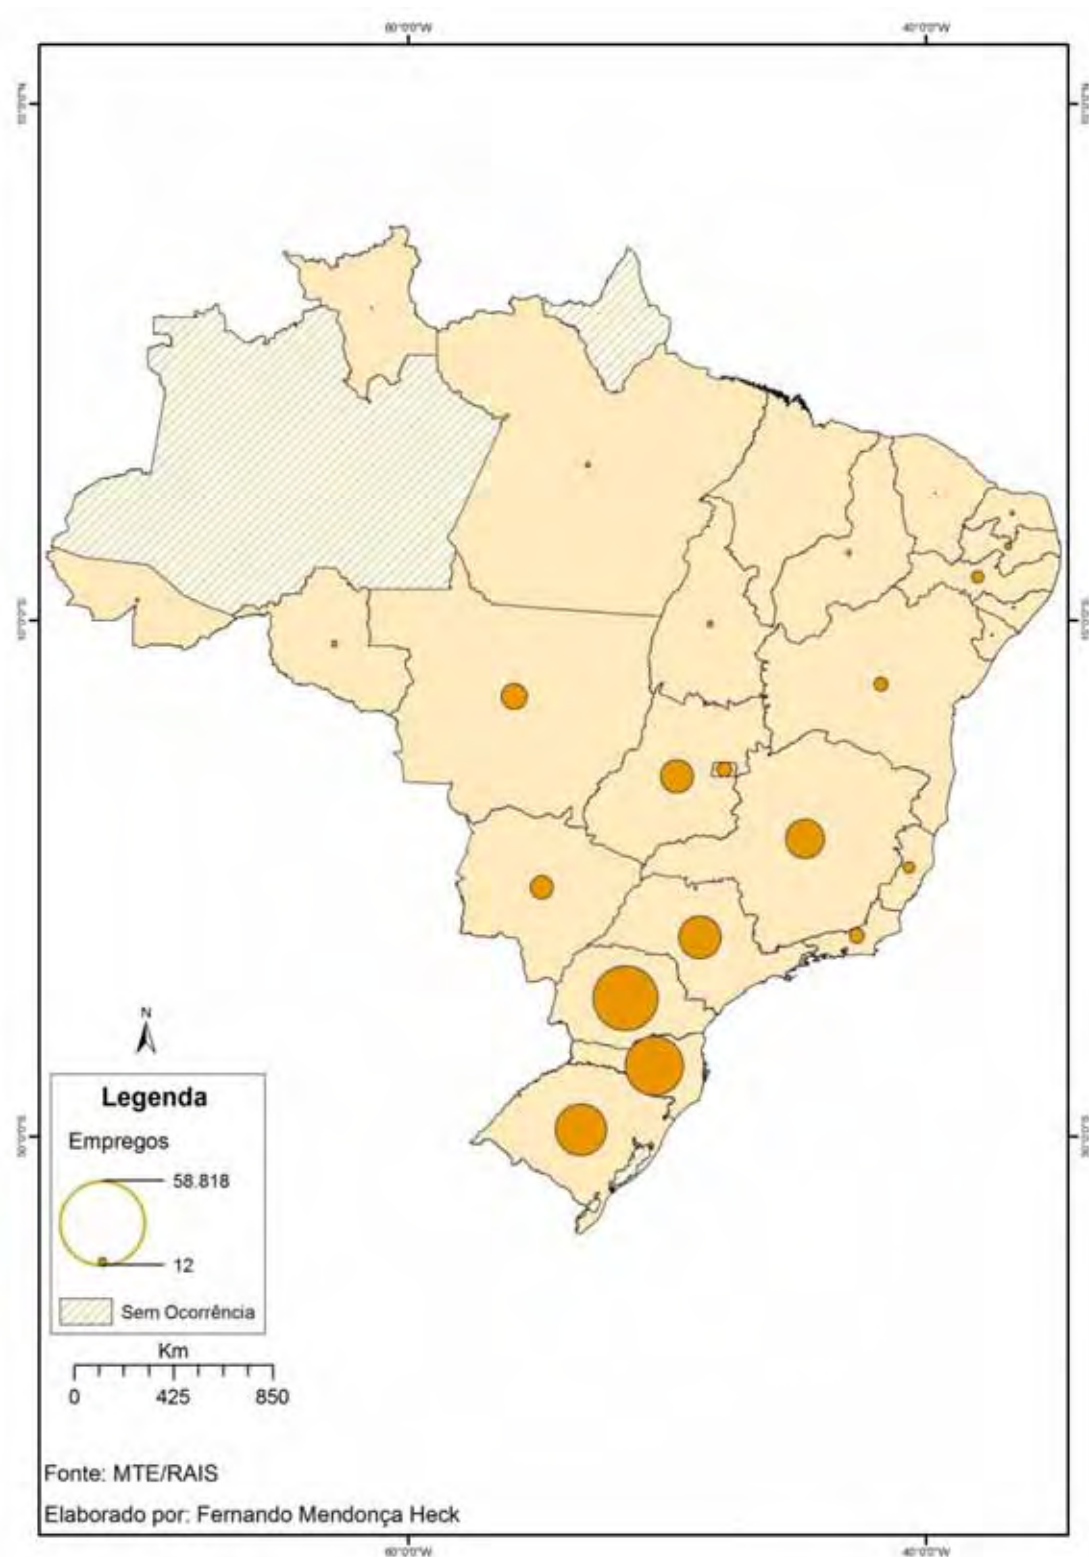 60°0'0"W 40°0'0"W
N
Legenda
Empregos
58.818
12
Sem Ocorrência
Km
0 425 850
Fonte: MTE/RAIS
Elaborado por: Fernando Mendonça Heck
60°0'0"W 40°0'0"W